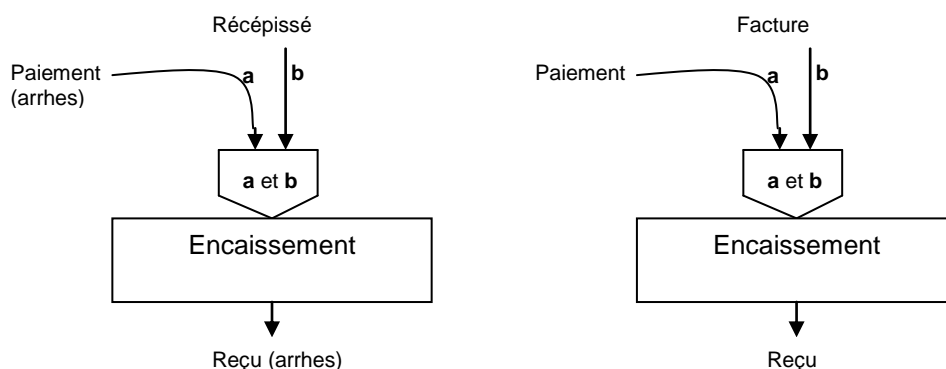 Récépissé
Paiement
(arrhes)
a
b
a et b
Encaissement
Reçu (arrhes)
Facture
Paiement
a
b
a et b
Encaissement
Reçu